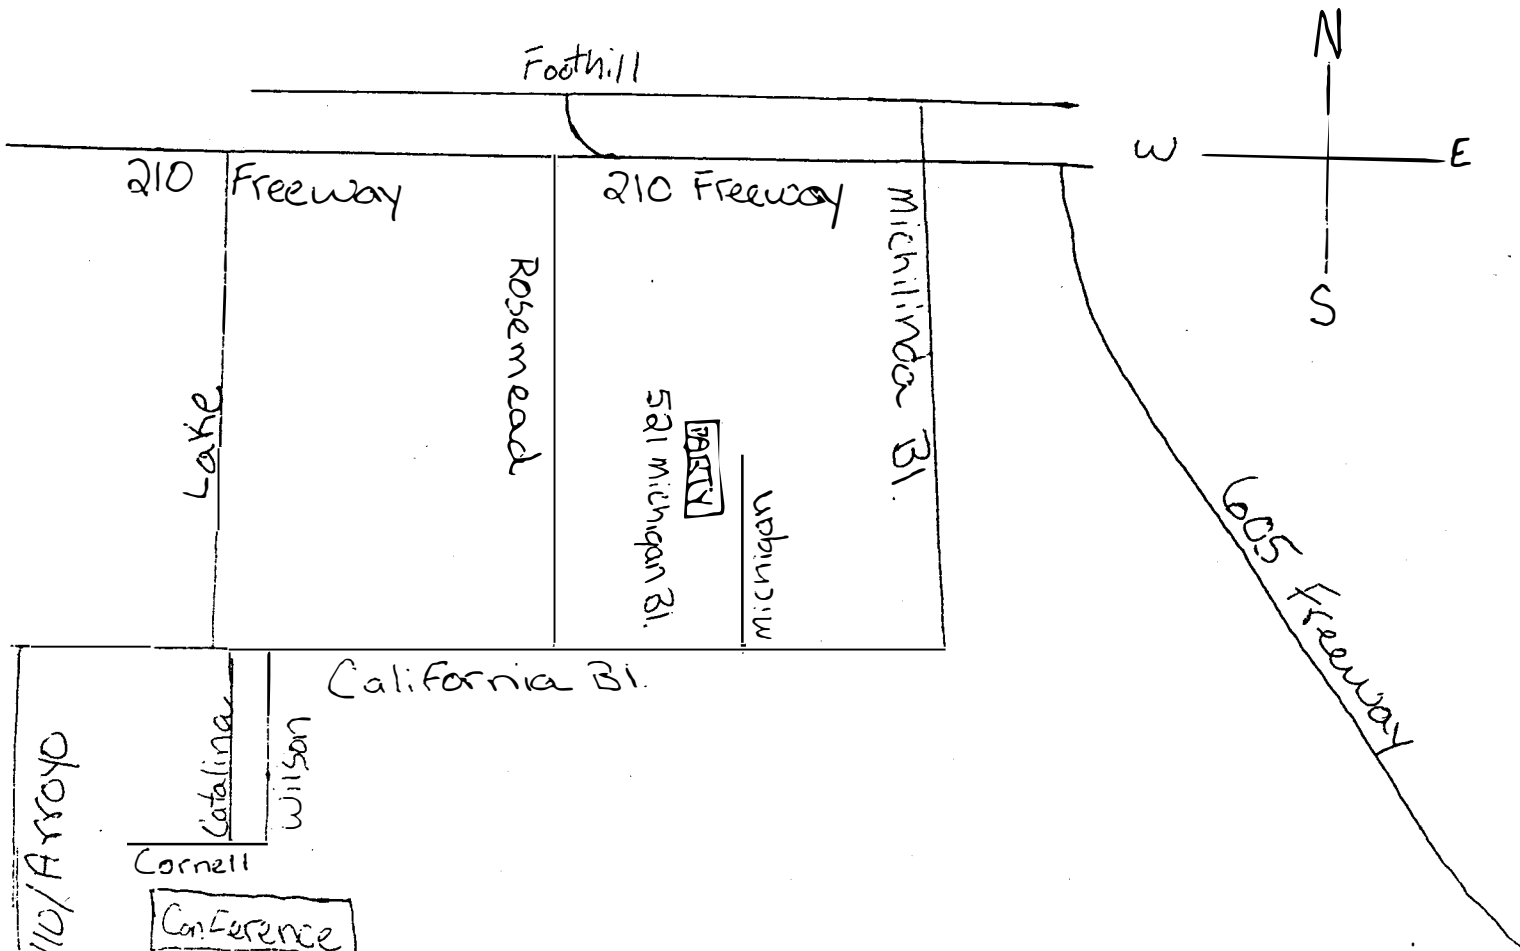 N
Foothill
W
E
210 Freeway
210 Freeway
S
Lake
Rosemead
521 Michigan Bl.
PARTY
Michigan
Michilinda Bl.
605 Freeway
California Bl.
110/Arroyo
Catalina
Wilson
Cornell
Conference